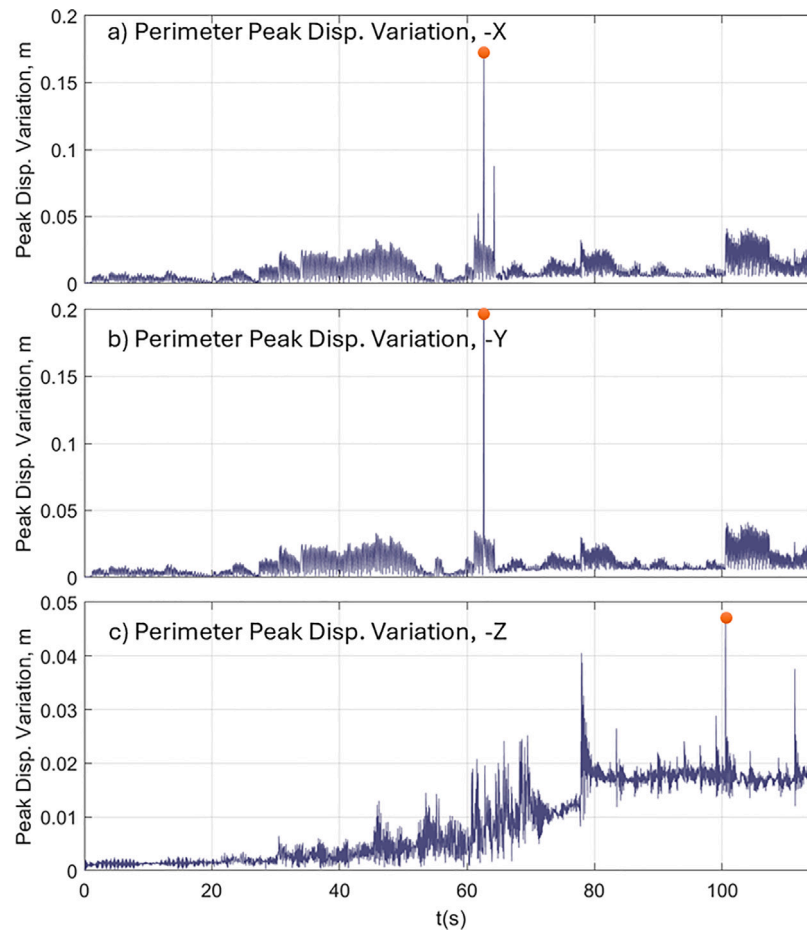 a) Perimeter Peak Disp. Variation, -X
Peak Disp. Variation, m
0.2
0.15
0.1
0.05
0
b) Perimeter Peak Disp. Variation, -Y
Peak Disp. Variation, m
0.2
0.15
0.1
0.05
0
c) Perimeter Peak Disp. Variation, -Z
Peak Disp. Variation, m
0.05
0.04
0.03
0.02
0.01
0
0 20 40 60 80 100
t(s)